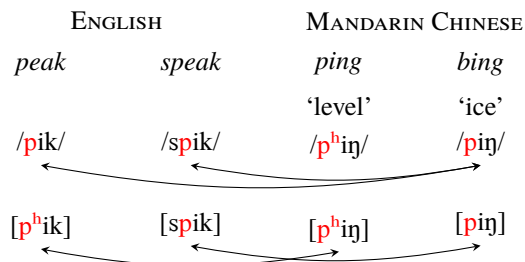 ENGLISH MANDARIN CHINESE
peak speak ping bing
‘level’ ‘ice’
/pik/ /spik/ /pʰiŋ/ /piŋ/
[pʰik] [spik] [pʰiŋ] [piŋ]